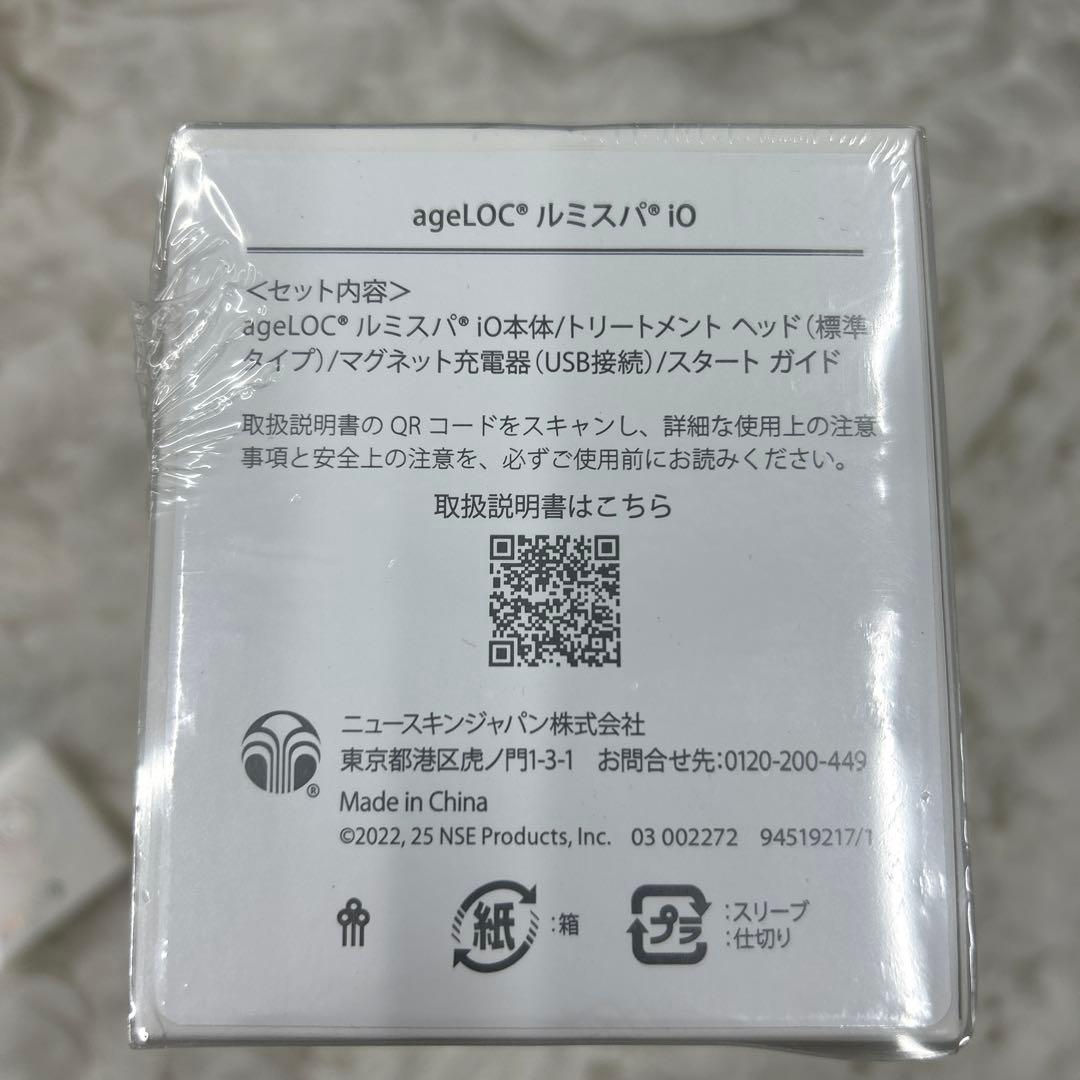 ageLOC® ルミスパ® iO
＜セット内容＞
ageLOC® ルミスパ® iO本体/トリートメント ヘッド（標準
タイプ）/マグネット充電器（USB接続）/スタート ガイド
取扱説明書の QR コードをスキャンし、詳細な使用上の注意
事項と安全上の注意を、必ずご使用前にお読みください。
取扱説明書はこちら
ニュースキンジャパン株式会社
東京都港区虎ノ門1-3-1 お問合せ先：0120-200-449
®
Made in China
©2022, 25 NSE Products, Inc. 03 002272 94519217/1
紙 :箱
プラ :スリーブ
:仕切り